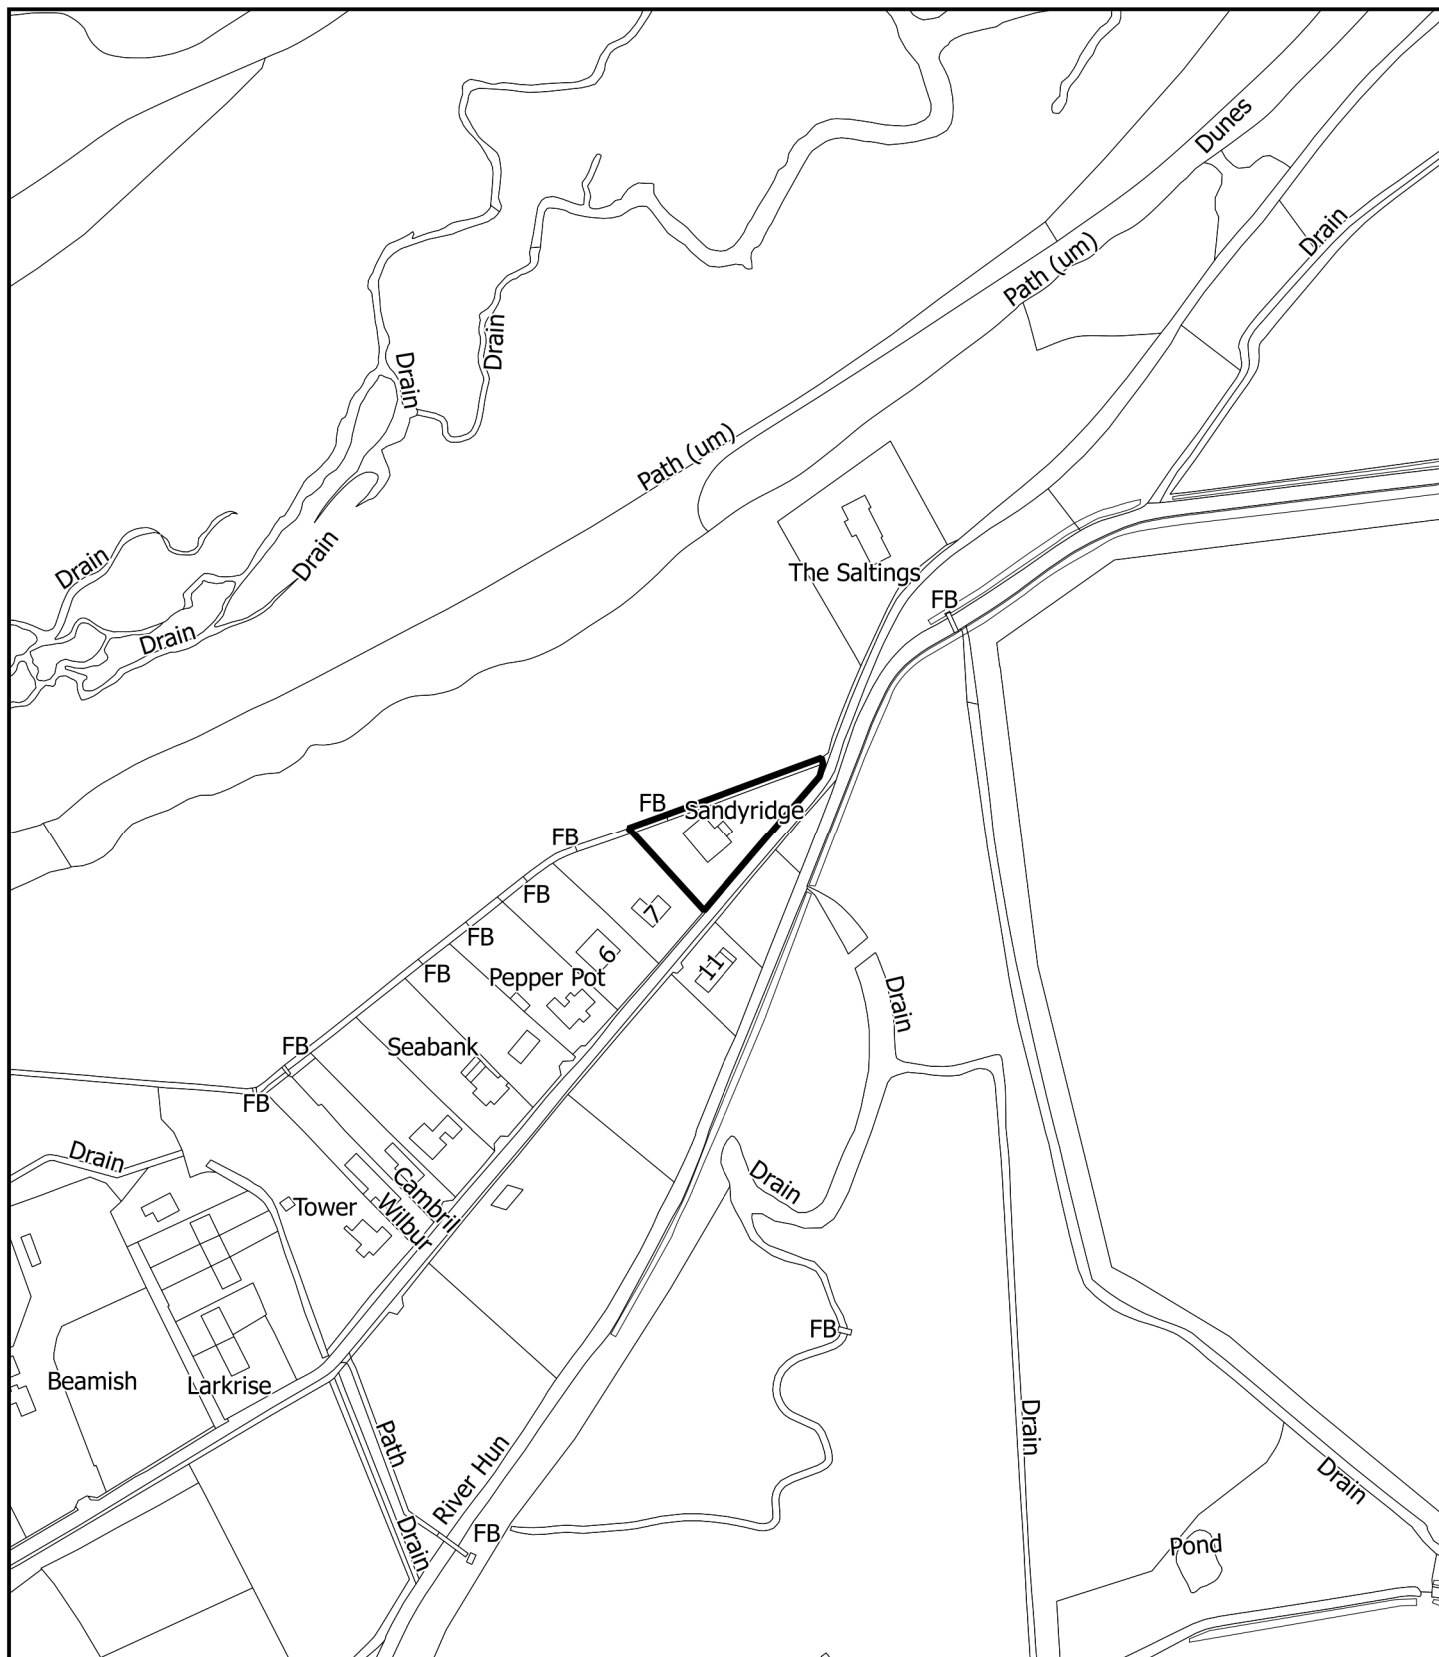 Dunes
Drain
Path (um)
Drain
Drain
Path (um)
Drain
Drain
Drain
The Saltings
FB
FB
Sandyridge
FB
FB
7
FB
6
11
FB
Pepper Pot
Drain
Seabank
FB
FB
Drain
Drain
Cambril
Wilbur
Tower
FB
Beamish
Larkrise
Path
Drain
River Hun
Drain
FB
Drain
Pond